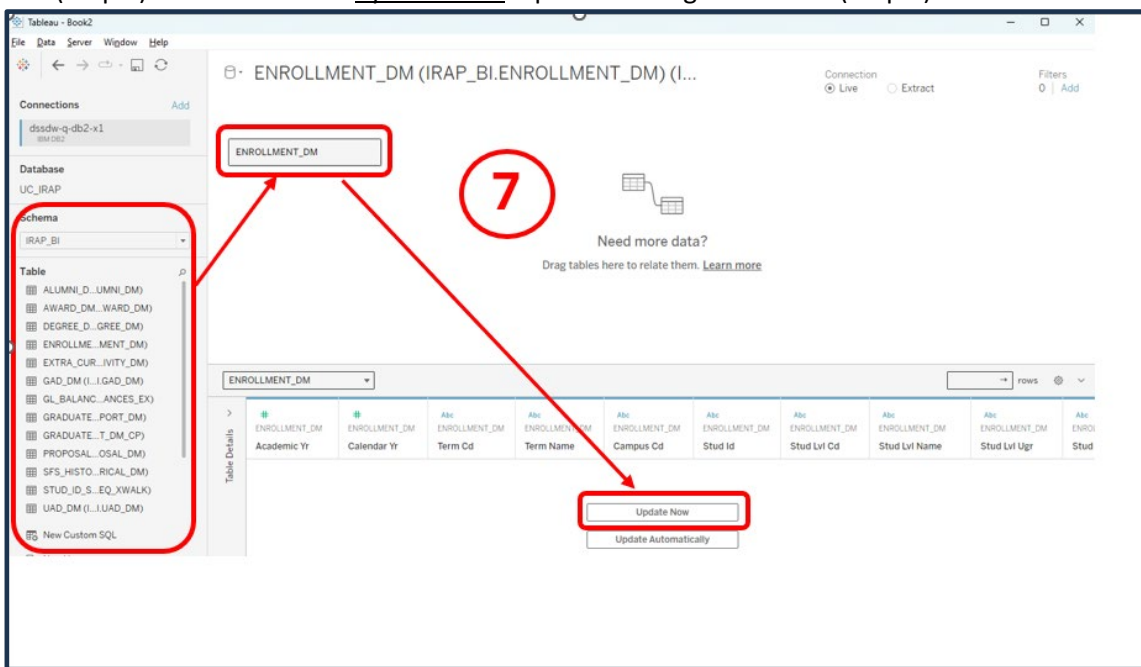 Tableau - Book2
File Data Server Window Help
ENROLLMENT_DM (IRAP_BI.ENROLLMENT_DM) (I...
Connection
Live Extract
Filters
0 | Add
Connections Add
dssdw-q-db2-x1
IBM DB2
Database
UC_IRAP
Schema
IRAP_BI
Table
ALUMNI_D...UMNI_DM)
AWARD_DM...WARD_DM)
DEGREE_D...GREE_DM)
ENROLLME...MENT_DM)
EXTRA_CUR...IVITY_DM)
GAD_DM (I...I.GAD_DM)
GL_BALANC...ANCES_EX)
GRADUATE...PORT_DM)
GRADUATE...T_DM_CP)
PROPOSAL...OSAL_DM)
SFS_HISTO...RICAL_DM)
STUD_ID_S...EQ_XWALK)
UAD_DM (I...I.UAD_DM)
New Custom SQL
ENROLLMENT_DM
7
Need more data?
Drag tables here to relate them. Learn more
ENROLLMENT_DM
→ rows
Table Details
# # Abc Abc Abc Abc Abc Abc Abc Abc
ENROLLMENT_DM ENROLLMENT_DM ENROLLMENT_DM ENROLLMENT_DM ENROLLMENT_DM ENROLLMENT_DM ENROLLMENT_DM ENROLLMENT_DM ENROLLMENT_DM ENROL
Academic Yr Calendar Yr Term Cd Term Name Campus Cd Stud Id Stud Lvl Cd Stud Lvl Name Stud Lvl Ugr Stud
Update Now
Update Automatically